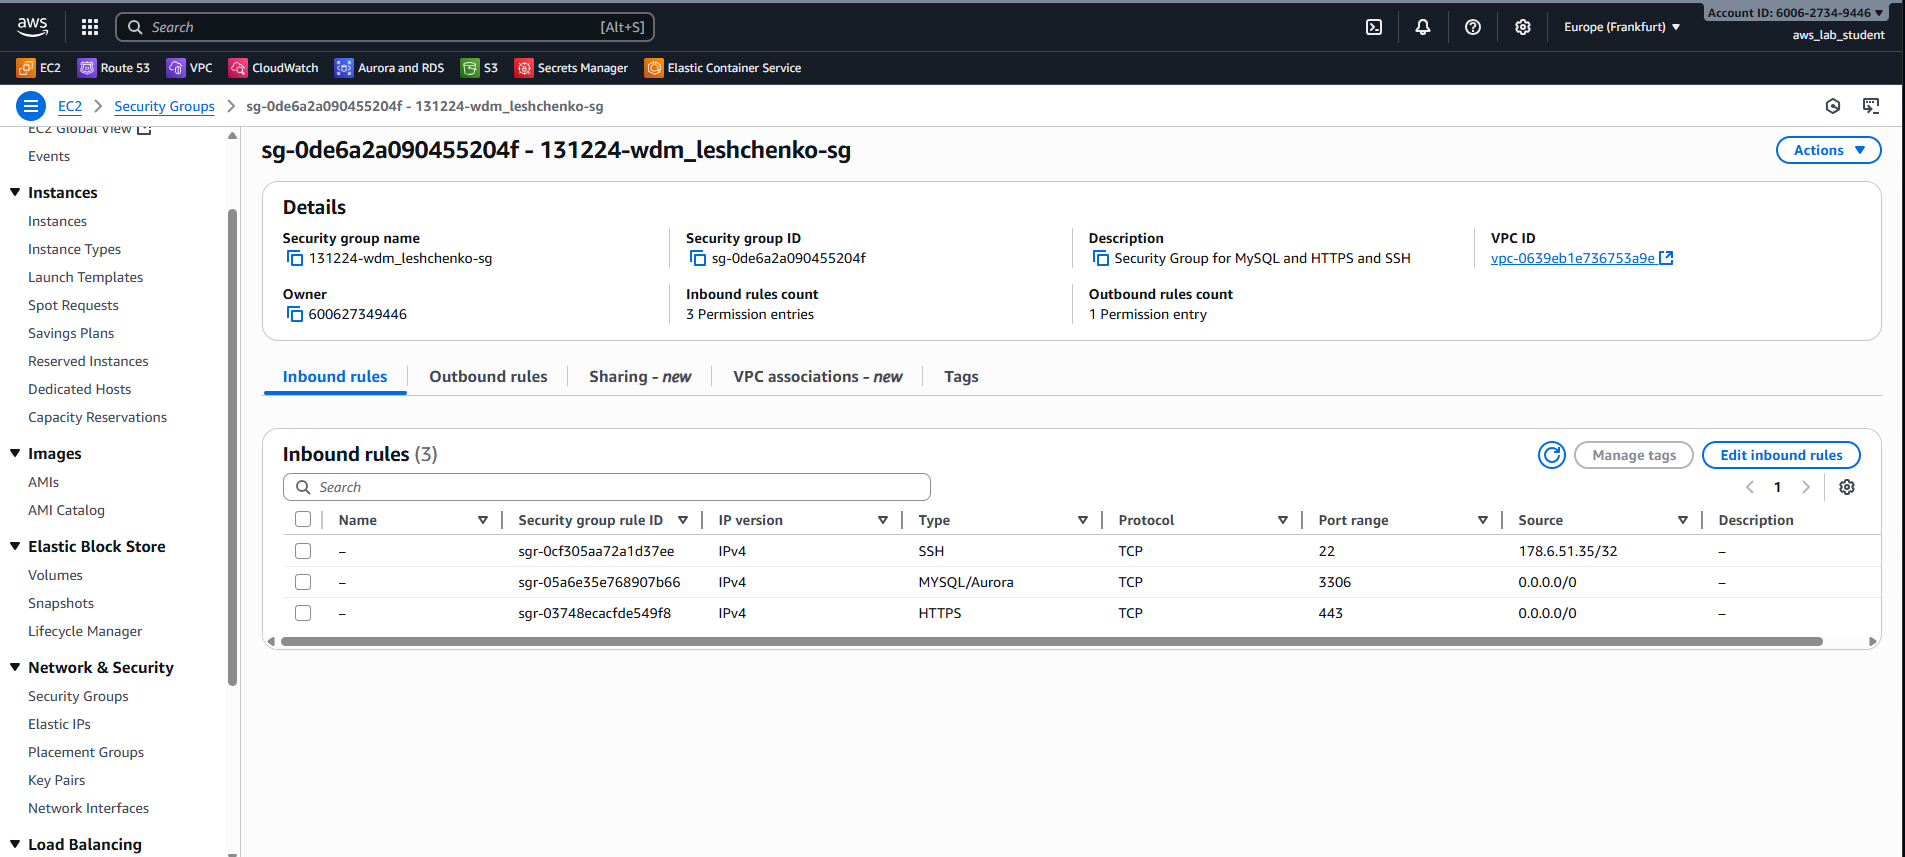 aws
Search
[Alt+S]
Europe (Frankfurt)
Account ID: 6006-2734-9446
aws_lab_student
EC2
Route 53
VPC
CloudWatch
Aurora and RDS
S3
Secrets Manager
Elastic Container Service
EC2
Security Groups
sg-0de6a2a090455204f - 131224-wdm_leshchenko-sg
EC2 Global View
Events
Instances
Instances
Instance Types
Launch Templates
Spot Requests
Savings Plans
Reserved Instances
Dedicated Hosts
Capacity Reservations
Images
AMIs
AMI Catalog
Elastic Block Store
Volumes
Snapshots
Lifecycle Manager
Network & Security
Security Groups
Elastic IPs
Placement Groups
Key Pairs
Network Interfaces
Load Balancing
sg-0de6a2a090455204f - 131224-wdm_leshchenko-sg
Actions
Details
Security group name
131224-wdm_leshchenko-sg
Security group ID
sg-0de6a2a090455204f
Description
Security Group for MySQL and HTTPS and SSH
VPC ID
vpc-0639eb1e736753a9e
Owner
600627349446
Inbound rules count
3 Permission entries
Outbound rules count
1 Permission entry
Inbound rules
Outbound rules
Sharing - new
VPC associations - new
Tags
Inbound rules (3)
Manage tags
Edit inbound rules
Search
1
Name Security group rule ID IP version Type Protocol Port range Source Description
– sgr-0cf305aa72a1d37ee IPv4 SSH TCP 22 178.6.51.35/32 –
– sgr-05a6e35e768907b66 IPv4 MYSQL/Aurora TCP 3306 0.0.0.0/0 –
– sgr-03748ecacfde549f8 IPv4 HTTPS TCP 443 0.0.0.0/0 –